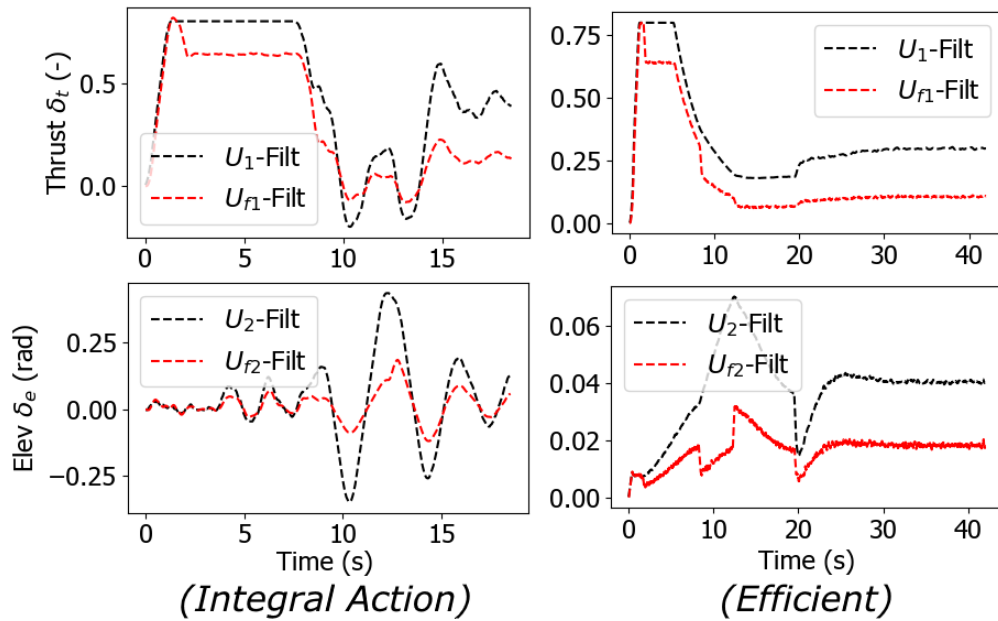 Thrust δt (-)
0.5
0.0
U1-Filt
Uf1-Filt
0
5
10
15
0.75
0.50
0.25
0.00
U1-Filt
Uf1-Filt
0
10
20
30
40
Elev δe (rad)
0.25
0.00
−0.25
U2-Filt
Uf2-Filt
0
5
10
15
Time (s)
(Integral Action)
0.06
0.04
0.02
0.00
U2-Filt
Uf2-Filt
0
10
20
30
40
Time (s)
(Efficient)